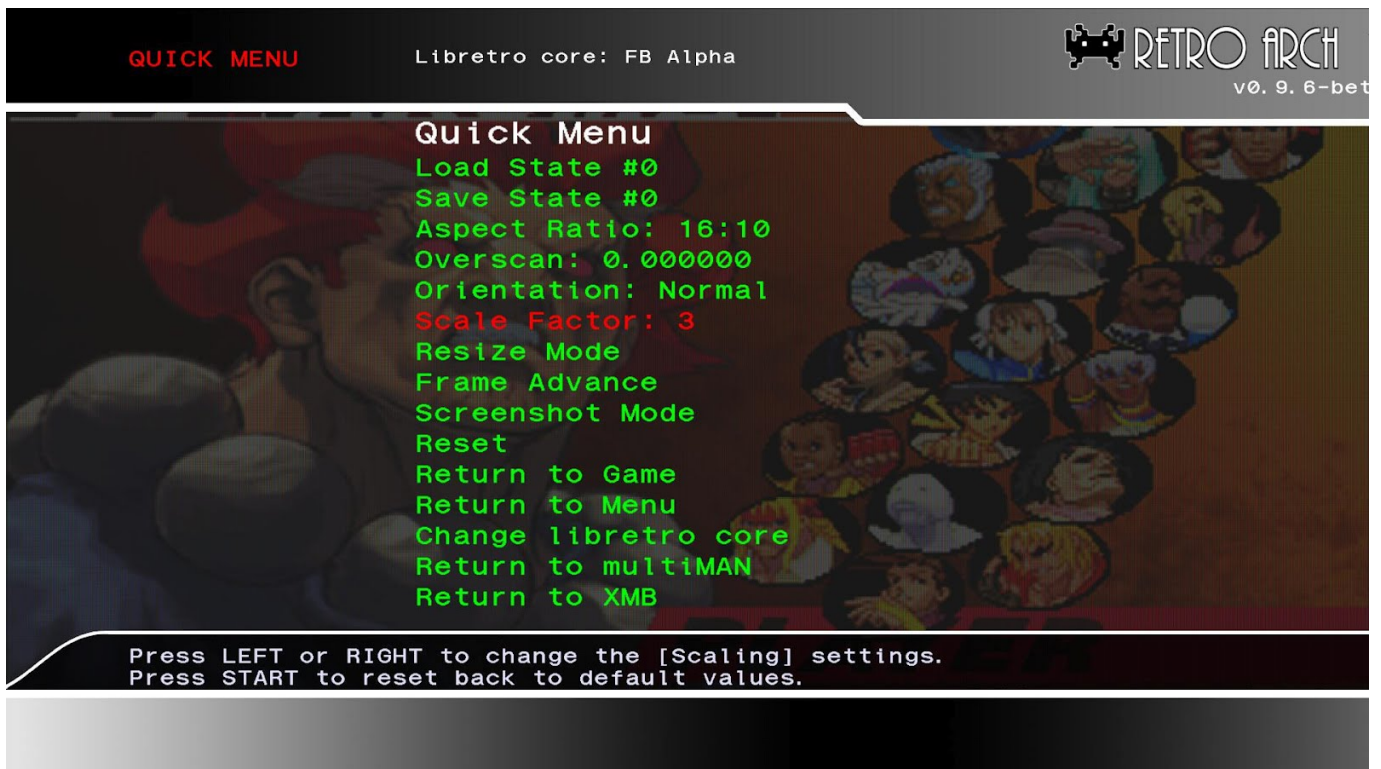 QUICK MENU
Libretro core: FB Alpha
RETRO ARCH
v0.9.6-bet
Quick Menu
Load State #0
Save State #0
Aspect Ratio: 16:10
Overscan: 0.000000
Orientation: Normal
Scale Factor: 3
Resize Mode
Frame Advance
Screenshot Mode
Reset
Return to Game
Return to Menu
Change libretro core
Return to multiMAN
Return to XMB
Press LEFT or RIGHT to change the [Scaling] settings.
Press START to reset back to default values.